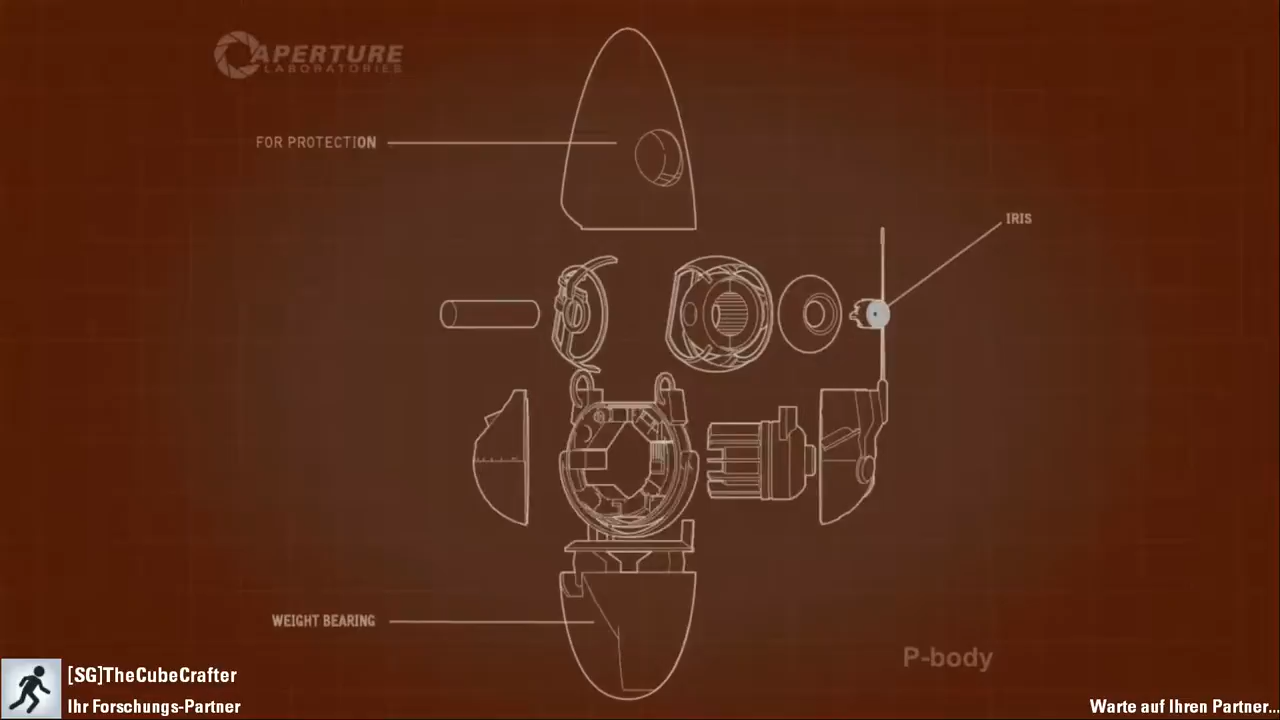 APERTURE
LABORATORIES
FOR PROTECTION
IRIS
WEIGHT BEARING
P-body
[SG]TheCubeCrafter
Ihr Forschungs-Partner
Warte auf Ihren Partner...